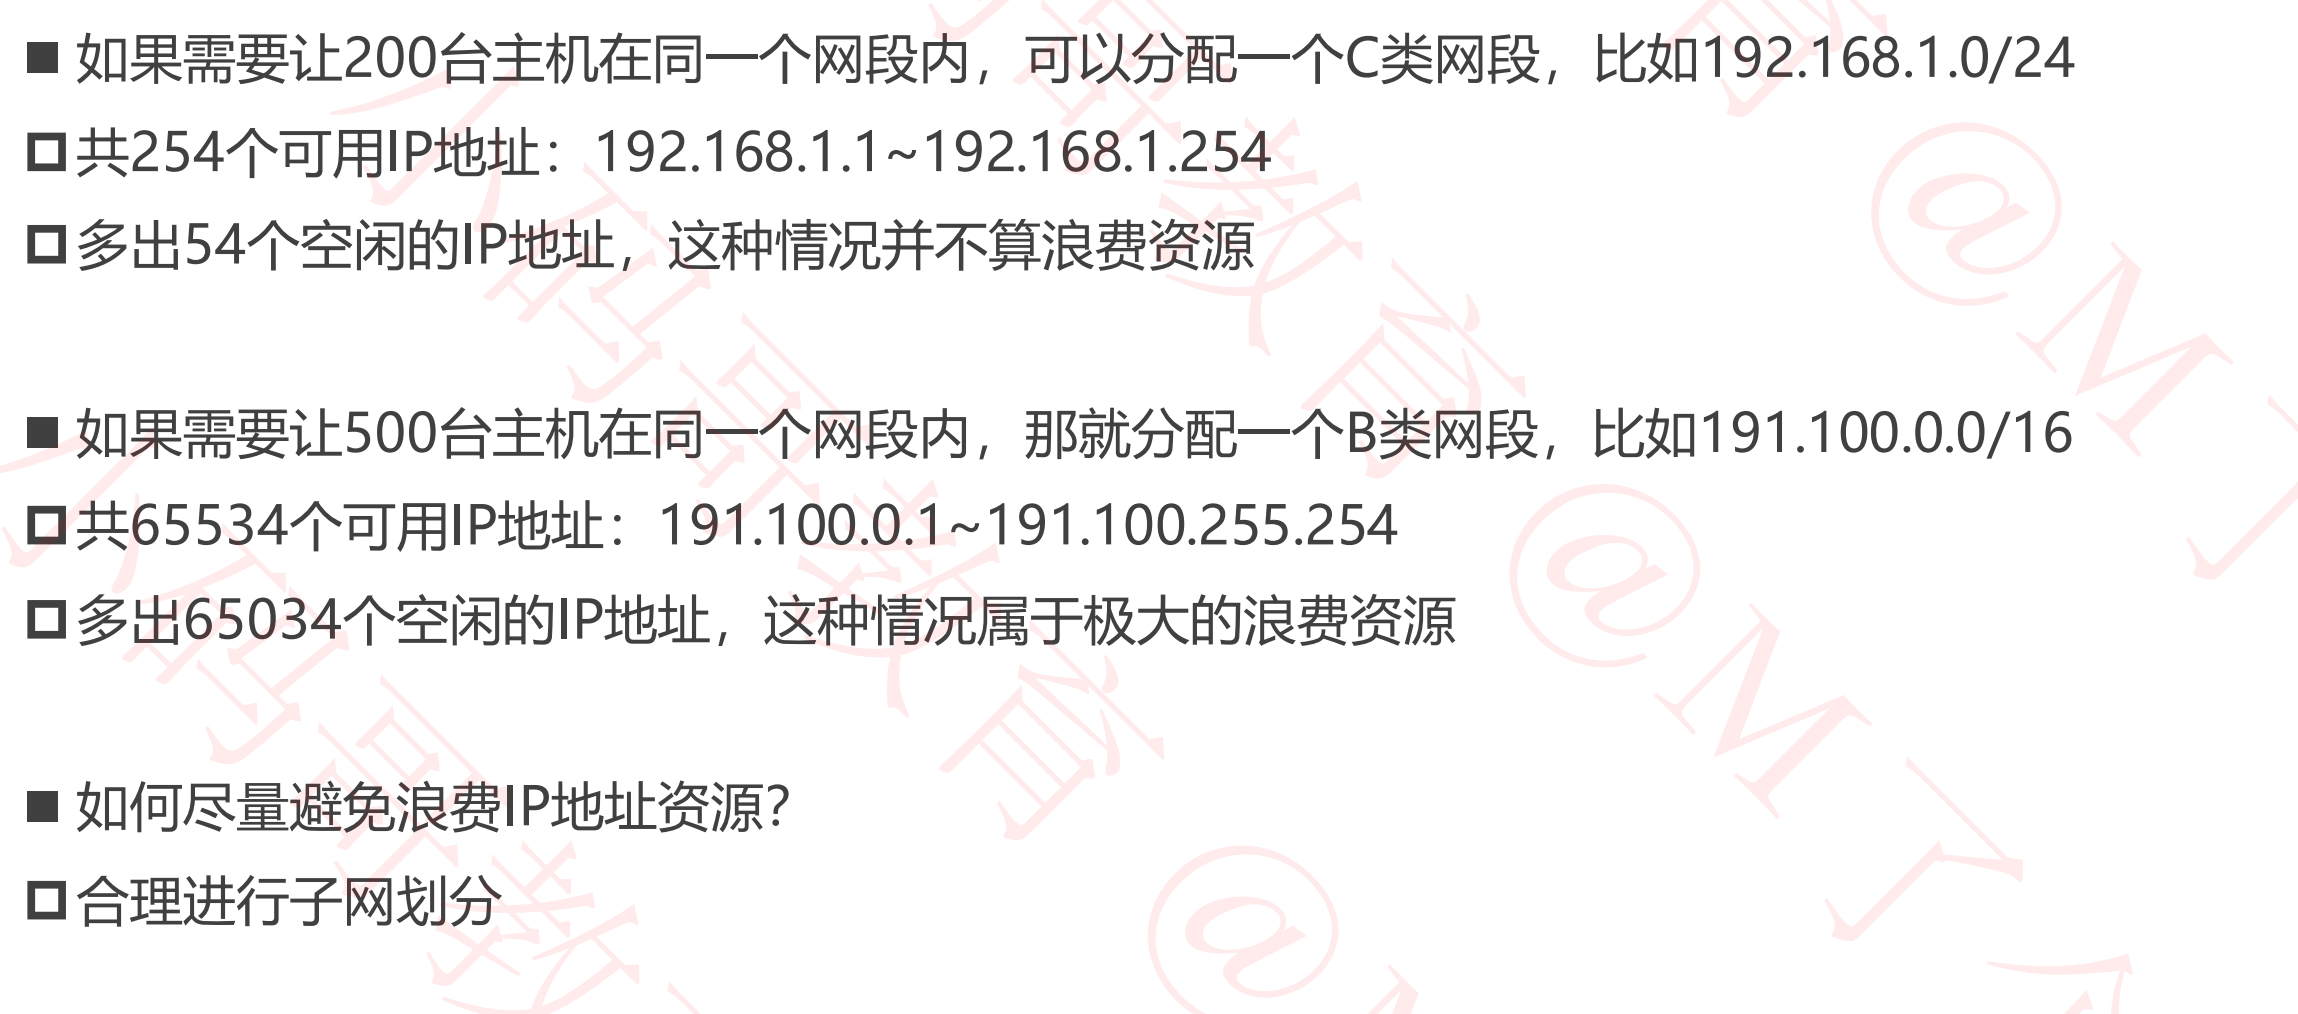 ■ 如果需要让200台主机在同一个网段内，可以分配一个C类网段，比如192.168.1.0/24
□ 共254个可用IP地址：192.168.1.1~192.168.1.254
□ 多出54个空闲的IP地址，这种情况并不算浪费资源
■ 如果需要让500台主机在同一个网段内，那就分配一个B类网段，比如191.100.0.0/16
□ 共65534个可用IP地址：191.100.0.1~191.100.255.254
□ 多出65034个空闲的IP地址，这种情况属于极大的浪费资源
■ 如何尽量避免浪费IP地址资源？
□ 合理进行子网划分
小码哥教育 @M了个